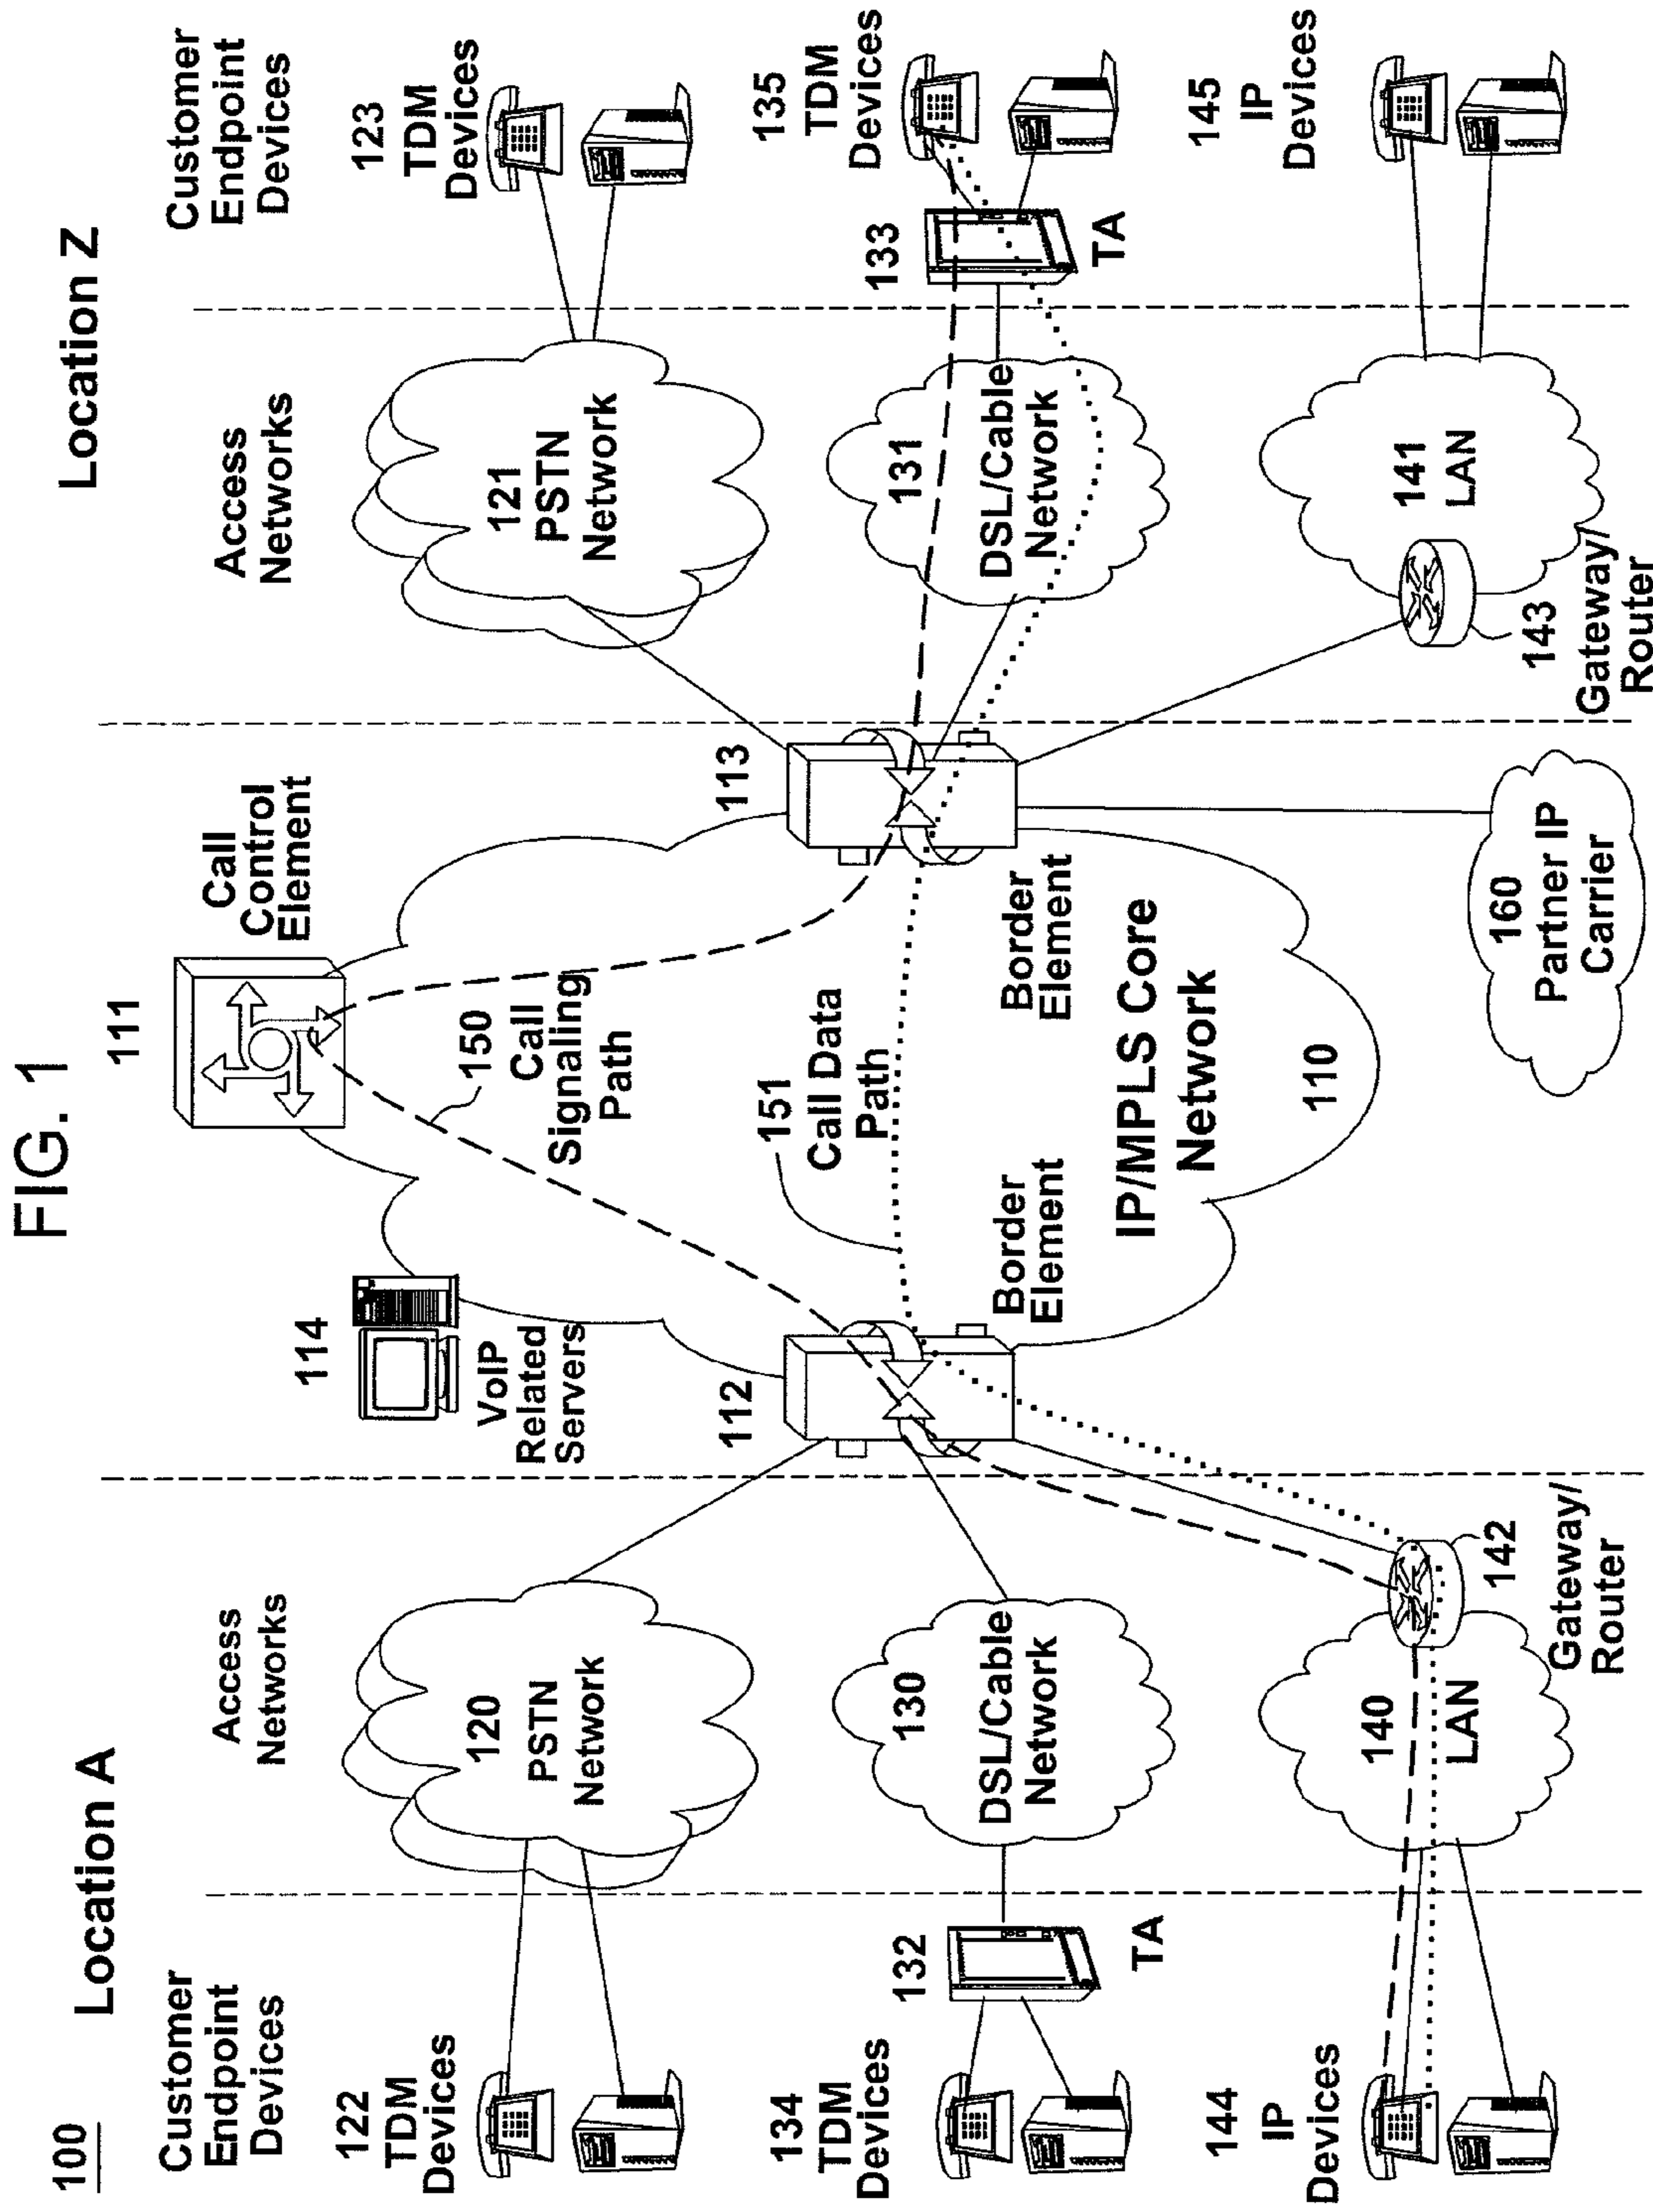 FIG. 1
100
Location A
Location Z
Customer
Endpoint
Devices
Access
Networks
114
VoIP
Related
Servers
111
Call
Control
Element
Access
Networks
Customer
Endpoint
Devices
122
TDM
Devices
120
PSTN
Network
112
150
Call
Signaling
Path
113
121
PSTN
Network
123
TDM
Devices
134
TDM
Devices
132
TA
130
DSL/Cable
Network
151
Call Data
Path
Border
Element
Border
Element
131
DSL/Cable
Network
133
TA
135
TDM
Devices
IP/MPLS Core
Network
110
144
IP
Devices
140
LAN
142
Gateway/
Router
160
Partner IP
Carrier
143
Gateway/
Router
141
LAN
145
IP
Devices